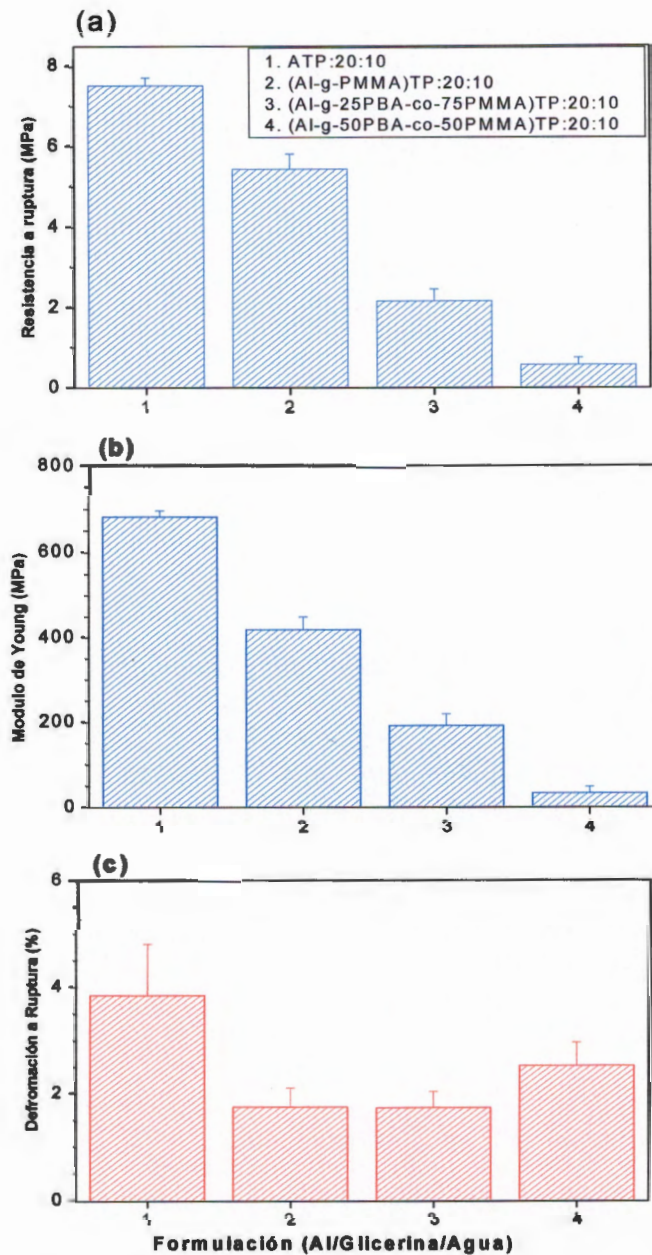 (a)
8
6
4
2
0
Resistencia a ruptura (MPa)
1. ATP:20:10
2. (Al-g-PMMA)TP:20:10
3. (Al-g-25PBA-co-75PMMA)TP:20:10
4. (Al-g-50PBA-co-50PMMA)TP:20:10
1 2 3 4
(b)
800
600
400
200
0
Modulo de Young (MPa)
1 2 3 4
(c)
6
4
2
0
Defromación a Ruptura (%)
1 2 3 4
Formulación (Al/Glicerina/Agua)